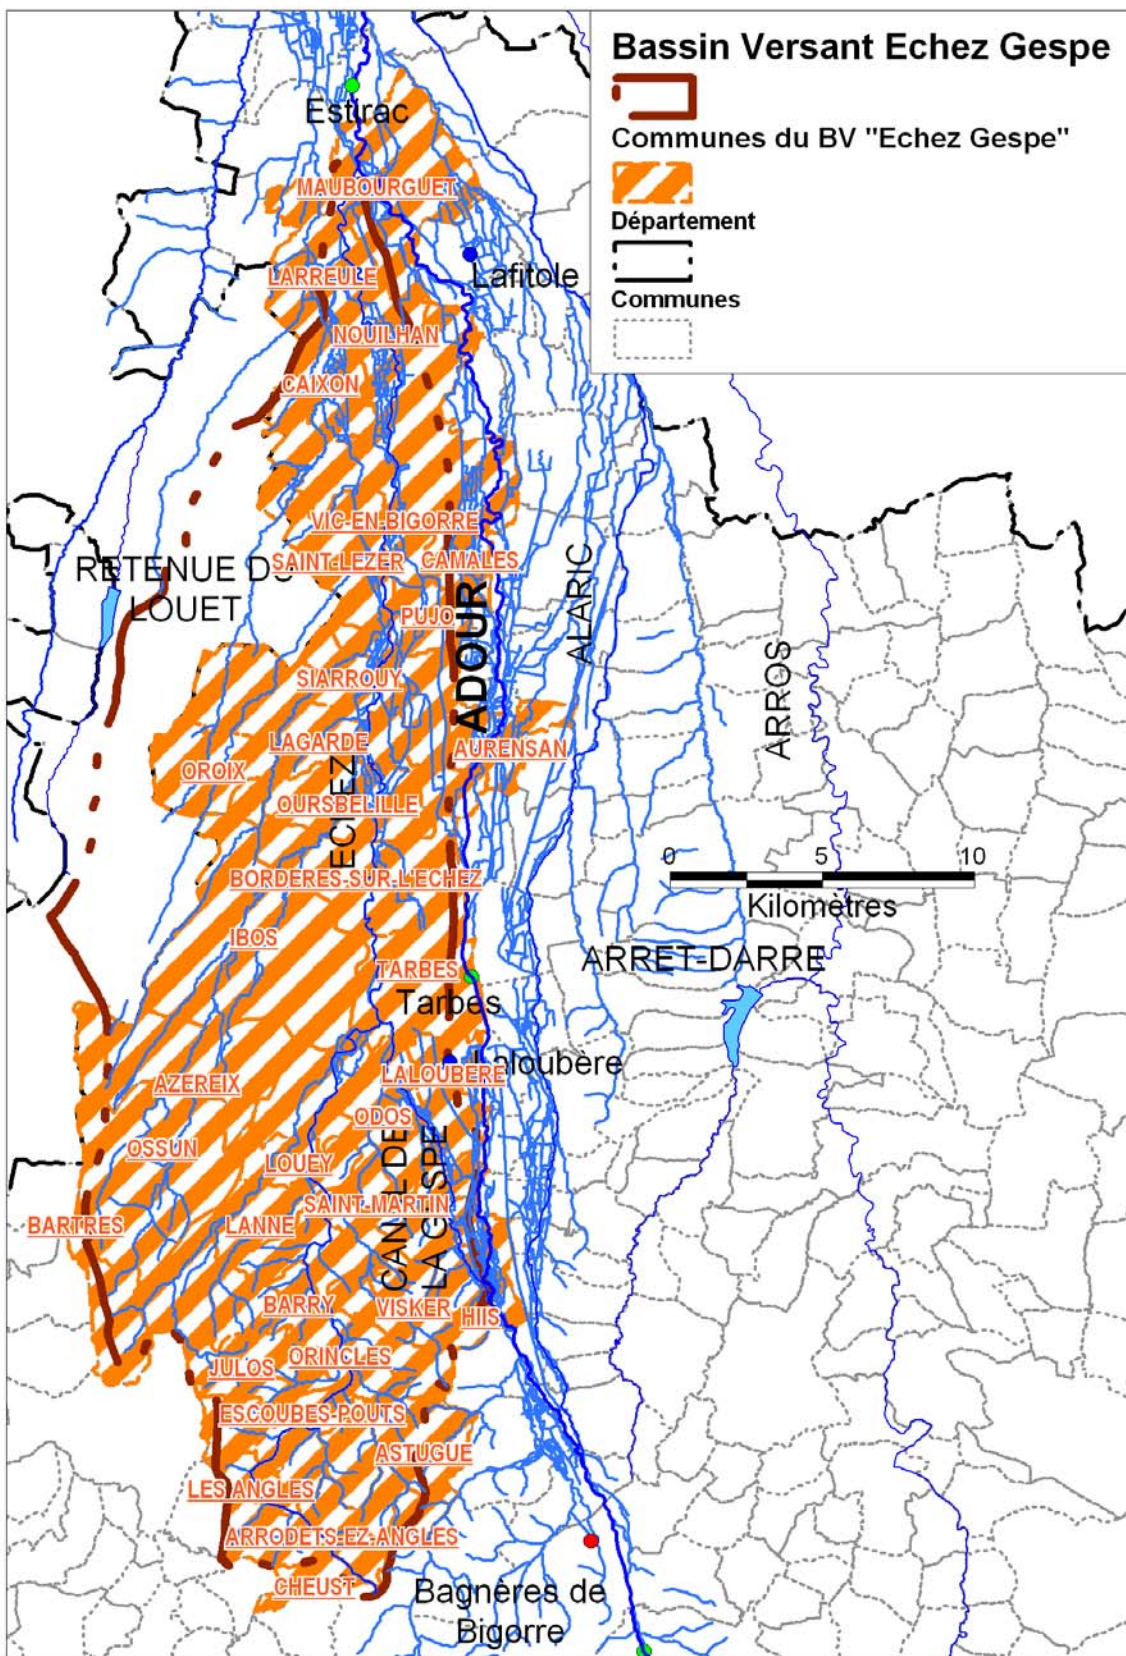 Bassin Versant Echez Gespe
Communes du BV "Echez Gespe"
Département
Communes
Estirac
MAUBOURGUET
Lafitole
LARREULE
NOUILHAN
CAIXON
VIC-EN-BIGORRE
SAINT-LEZER
CAMALES
RETENUE DU
LOUET
PUJO
ADOUR
ALARIC
ARROS
SIARROUY
LAGARDE
AURENSAN
OROIX
OURSBELILLE
ECHEZ
BORDERES-SUR-L'ECHEZ
0 5 10
Kilomètres
IBOS
TARBES
Tarbes
ARRET-DARRE
Laloubère
LALOUBERE
AZEREIX
ODOS
OSSUN
LOUEY
CANAL DE
LA GESPE
SAINT-MARTIN
BARTRES
LANNE
BARRY
VISKER
HIIS
ORINCLES
JULOS
ESCOUBES-POUTS
ASTUGUE
LES ANGLES
ARRODETS-EZ-ANGLES
CHEUST
Bagnères de
Bigorre